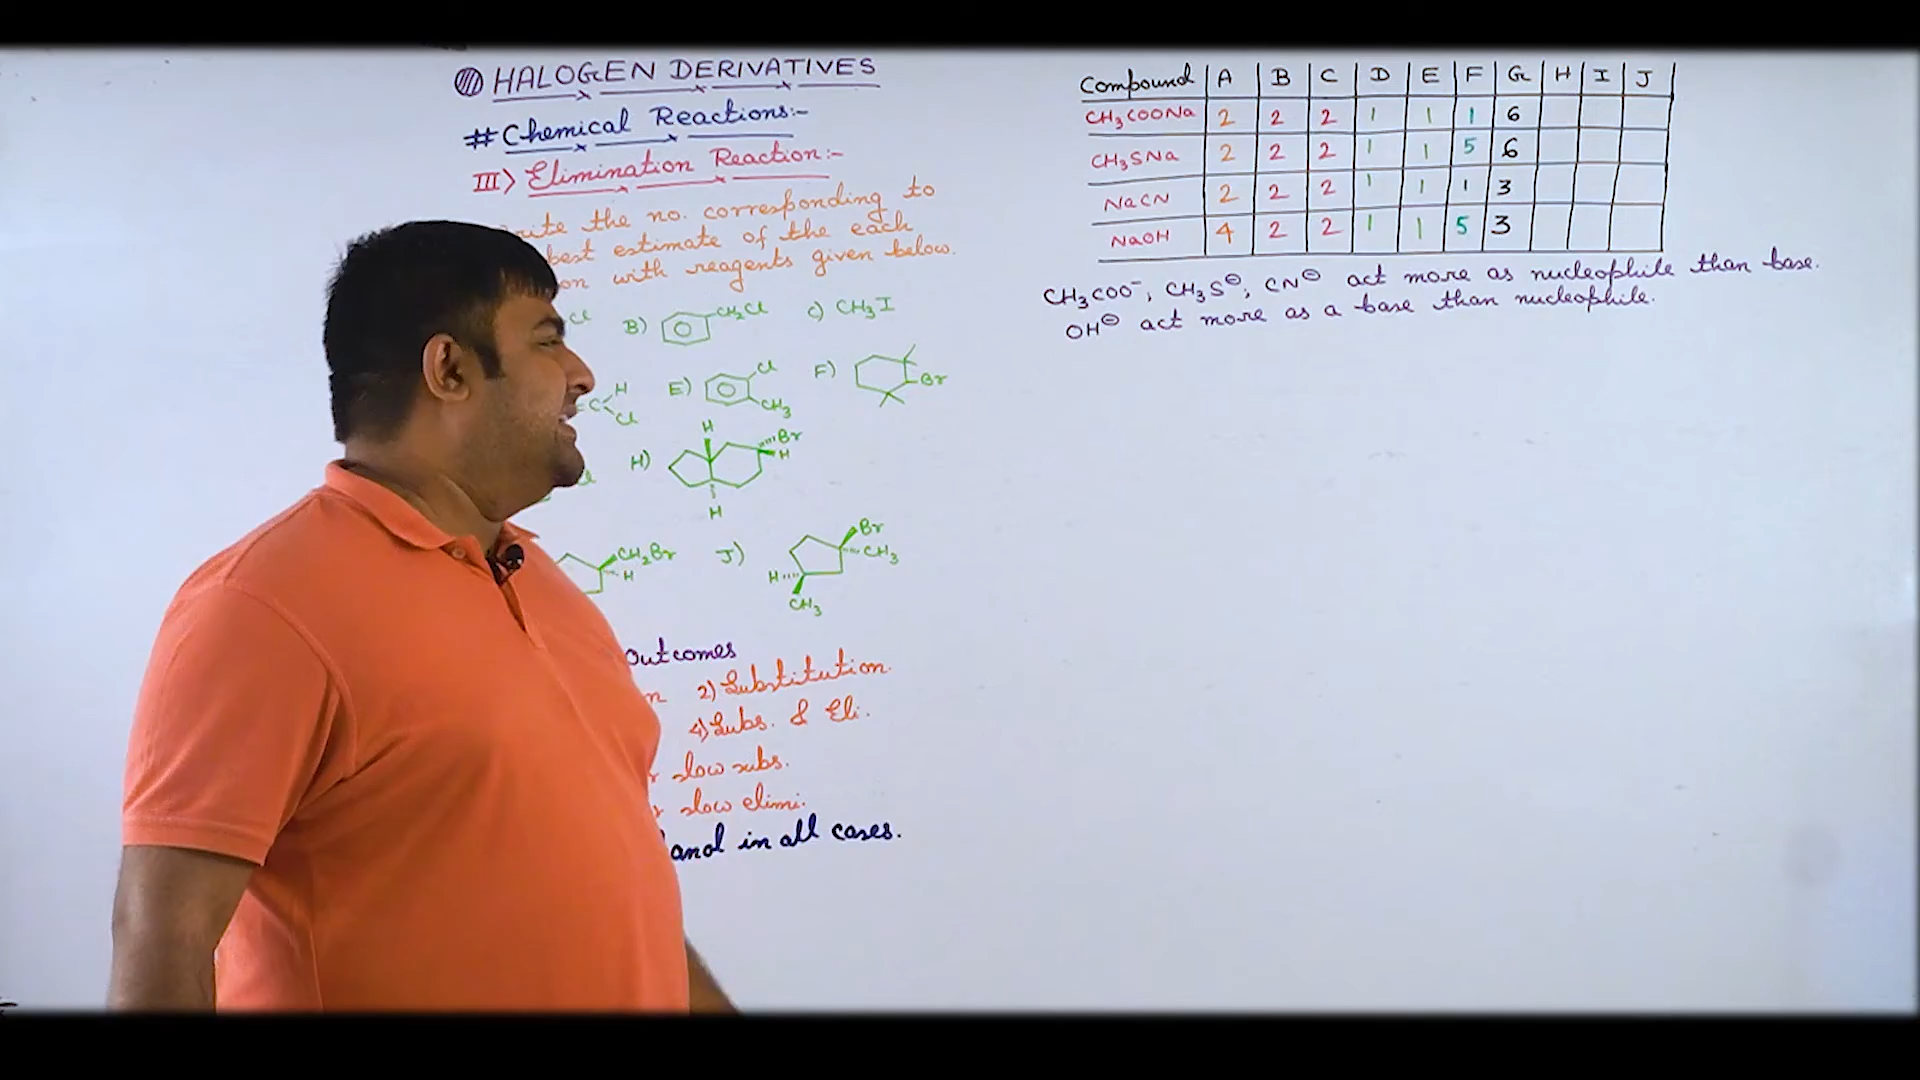 HALOGEN DERIVATIVES
# Chemical Reactions:-
III> Elimination Reaction:-
the no. corresponding to
best estimate of the each
with reagents given below.
Cl B) CH2Cl C) CH3I
C H Cl E) Cl CH3 F) Br
H) H Br H H
CH2Br H J) Br CH3 H CH3
Outcomes
2) Substitution.
4) Subs. & Eli.
slow subs.
slow elimi.
in all cases.
Compound A B C D E F G H I J
CH3COONa 2 2 2 1 1 1 6
CH3SNa 2 2 2 1 1 5 6
NaCN 2 2 2 1 1 1 3
NaOH 4 2 2 1 1 5 3
CH3COO⁻, CH3S⊖, CN⊖ act more as nucleophile than base.
OH⊖ act more as a base than nucleophile.